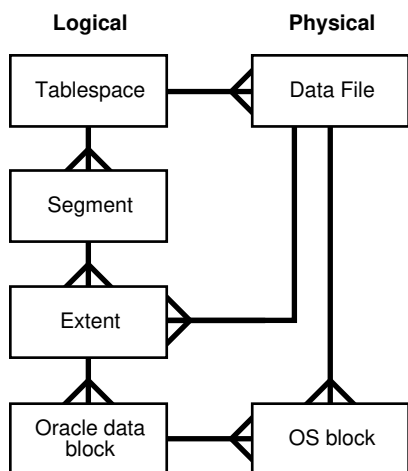 Logical
Physical
Tablespace
Data File
Segment
Extent
Oracle data
block
OS block